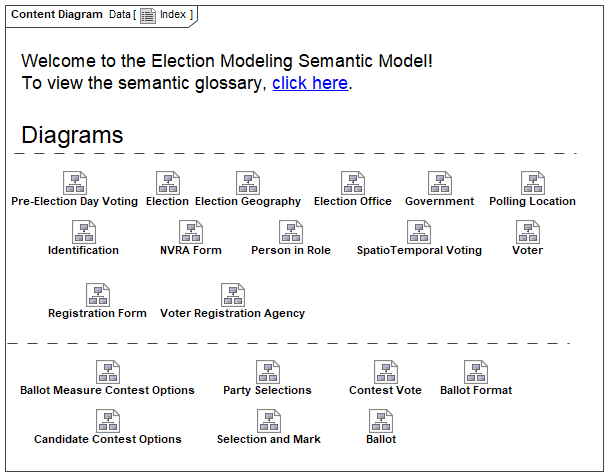 Content Diagram Data [ Index ]
Welcome to the Election Modeling Semantic Model!
To view the semantic glossary, click here.
Diagrams
Pre-Election Day Voting Election Election Geography Election Office Government Polling Location
Identification NVRA Form Person in Role SpatioTemporal Voting Voter
Registration Form Voter Registration Agency
Ballot Measure Contest Options Party Selections Contest Vote Ballot Format
Candidate Contest Options Selection and Mark Ballot